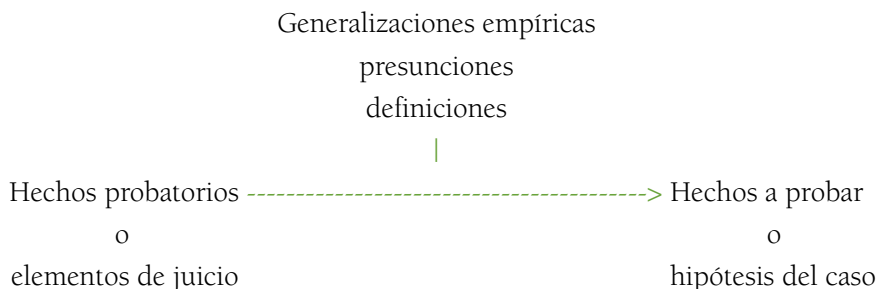 Generalizaciones empíricas
presunciones
definiciones
|
Hechos probatorios ---------------------------------------> Hechos a probar
o o
elementos de juicio hipótesis del caso